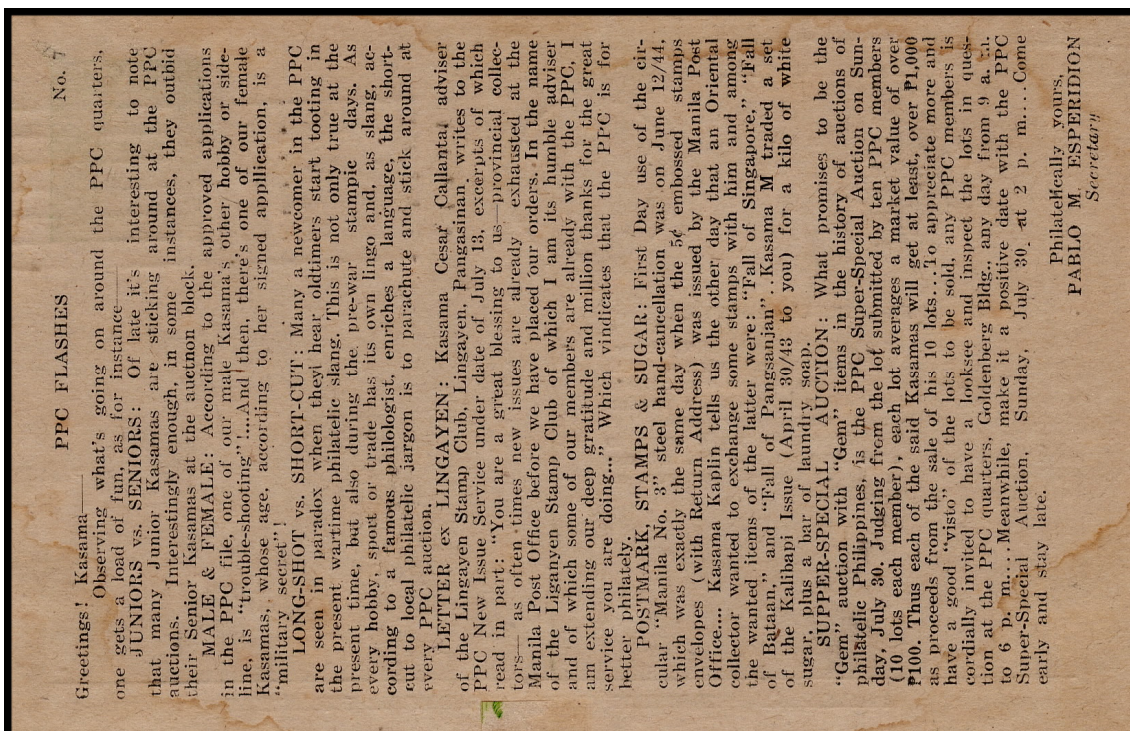 PPC FLASHES No. 7
Greetings! Kasama——
Observing what's going on around the PPC quarters,
one gets a load of fun, as for instance——
JUNIORS vs. SENIORS: Of late it's interesting to note
that many Junior Kasamas are sticking around at the PPC
auctions. Interestingly enough, in some instances, they outbid
their Senior Kasamas at the auctnon block.
MALE & FEMALE: According to the approved applications
in the PPC file, one of our male Kasama's other hobby or side-
line, is "trouble-shooting"!....And then, there's one of our female
Kasamas, whose age, according to her signed application, is a
"military secret"!
LONG-SHOT vs. SHORT-CUT: Many a newcomer in the PPC
are seen in paradox when theyl hear oldtimers start tooting in
the present wartime philatelic slang. This is not only true at the
present time, but also during the pre-war stampic days. As
every hobby, sport or trade has its own lingo and, as slang, ac-
cording to a famous philologist, enriches a language, the short-
cut to local philatelic jargon is to parachute and stick around at
every PPC auction.
LETTER ex LINGAYEN: Kasama Cesar Callanta, adviser
of the Lingayen Stamp Club, Lingayen, Pangasinan, writes to the
PPC New Issue Service under date of July 13, excerpts of which
read in part: "You are a great blessing to us—provincial collec-
tors— as often times new issues are already exhausted at the
Manila Post Office before we have placed our orders. In the name
of the Liganyen Stamp Club of which I am its humble adviser
and of which some of our members are already with the PPC, I
am extending our deep gratitude and million thanks for the great
service you are doing..." Which vindicates that the PPC is for
better philately.
POSTMARK, STAMPS & SUGAR: First Day use of the cir-
cular "Manila No. 3" steel hand-cancellation was on June 12/44,
which was exactly the same day when the 5¢ embossed stamps
envelopes (with Return Address) was issued by the Manila Post
Office.... Kasama Kaplin tells us the other day that an Oriental
collector wanted to exchange some stamps with him and among
the wanted items of the latter were: "Fall of Singapore," "Fall
of Bataan," and "Fall of Pangsanjan"...Kasama M traded a set
of the Kalibapi Issue (April 30/43 to you) for a kilo of white
sugar, plus a bar of laundry soap.
SUPPER-SPECIAL AUCTION: What promises to be the
"Gem" auction with "Gem" items in the history of auctions of
philatelic Philippines, is the PPC Super-Special Auction on Sun-
day, July 30. Judging from the lot submitted by ten PPC members
(10 lots each member), each lot averages a market value of over
₱100. Thus each of the said Kasamas will get at least, over ₱1,000
as proceeds from the sale of his 10 lots...To appreciate more and
have a good "visto" of the lots to be sold, any PPC members is
cordially invited to have a looksee and inspect the lots in ques-
tion at the PPC quarters, Goldenberg Bldg., any day from 9 a. m.
to 6 p. m....Meanwhile, make it a positive date with the PPC
Super-Special Auction, Sunday, July 30 at 2 p. m....Come
early and stay late.
Philatelically yours,
PABLO M. ESPERIDION
Secretary